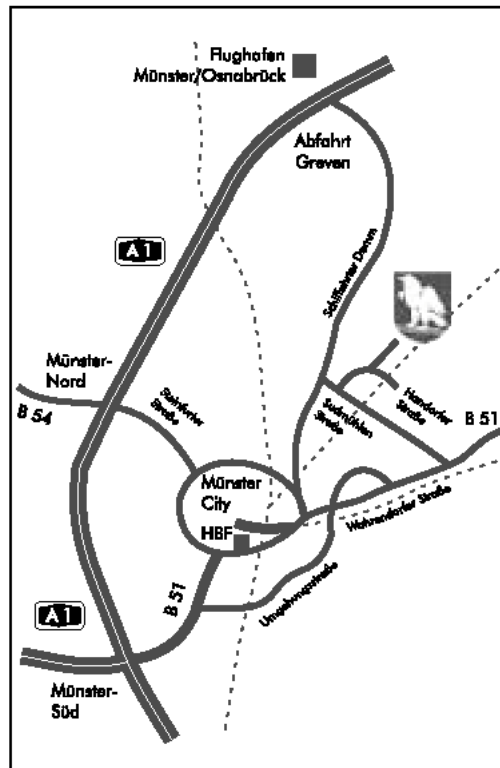 Flughafen
Münster/Osnabrück
Abfahrt
Greven
A1
Schiffahrter Damm
Münster-
Nord
B 54
Steinfurter
Straße
Sudmühlen
Straße
Handorfer
Straße
B 51
Münster
City
HBF
Warendorfer Straße
Umgehungsstraße
B 51
A1
Münster-
Süd